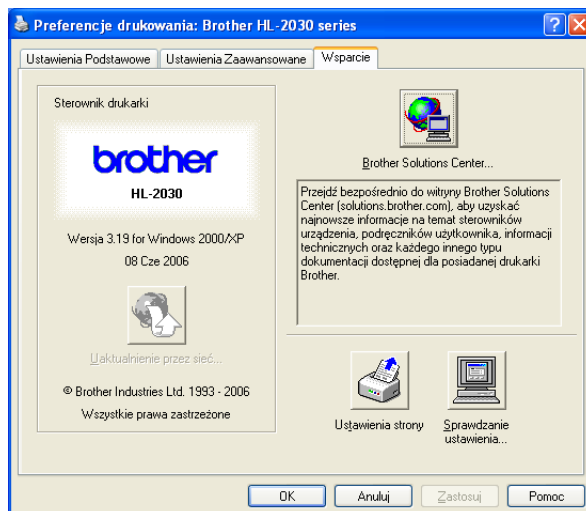 Preferencje drukowania: Brother HL-2030 series
Ustawienia Podstawowe
Ustawienia Zaawansowane
Wsparcie
Sterownik drukarki
brother
HL-2030
Wersja 3.19 for Windows 2000/XP
08 Cze 2006
Uaktualnienie przez sieć...
© Brother Industries Ltd. 1993 - 2006
Wszystkie prawa zastrzeżone
Brother Solutions Center...
Przejdź bezpośrednio do witryny Brother Solutions
Center (solutions.brother.com), aby uzyskać
najnowsze informacje na temat sterowników
urządzenia, podręczników użytkownika, informacji
technicznych oraz każdego innego typu
dokumentacji dostępnej dla posiadanej drukarki
Brother.
Ustawienia strony
Sprawdzanie
ustawienia...
OK
Anuluj
Zastosuj
Pomoc